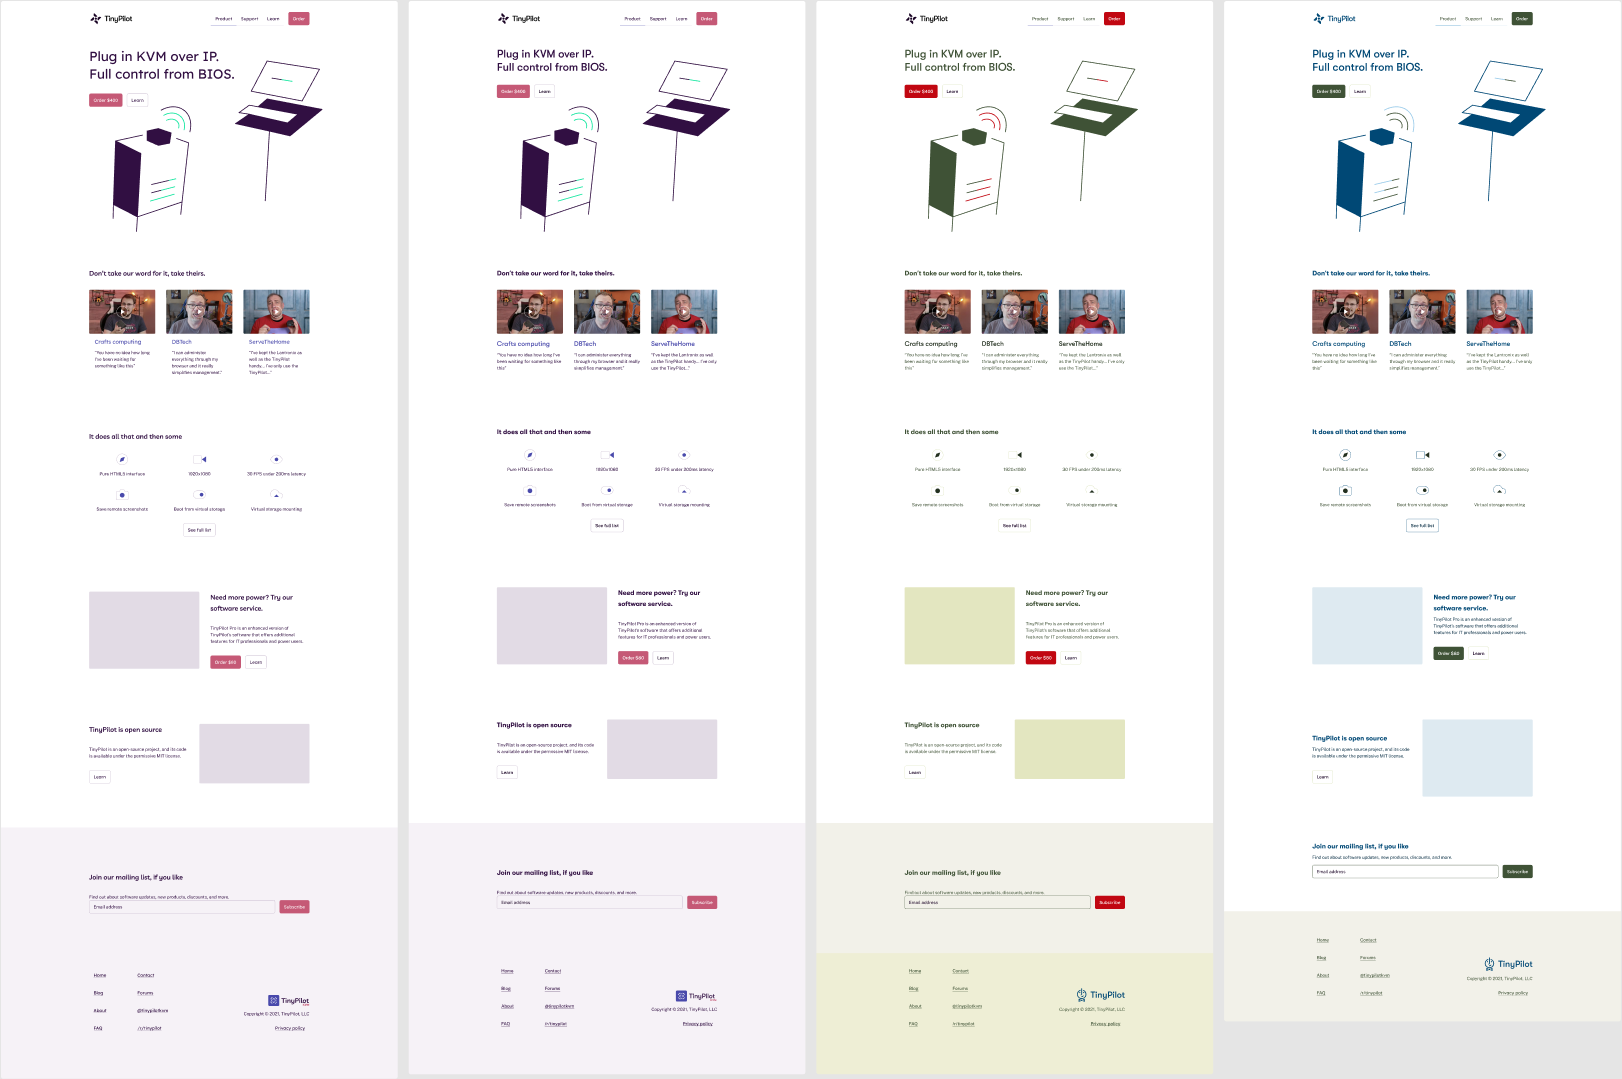 TinyPilot
Product Support Learn Order
Plug in KVM over IP.
Full control from BIOS.
Order $400 Learn
Don't take our word for it, take theirs.
Crafts computing
"You have no idea how long
I've been waiting for
something like this"
DBTech
"I can administer
everything through my
browser and it really
simplifies management."
ServeTheHome
"I've kept the Lantronix as
well as the TinyPilot
handy... I've only use the
TinyPilot..."
It does all that and then some
Pure HTML5 interface
1920x1080
30 FPS under 200ms latency
Save remote screenshots
Boot from virtual storage
Virtual storage mounting
See full list
Need more power? Try our
software service.
TinyPilot Pro is an enhanced version of
TinyPilot's software that offers additional
features for IT professionals and power users.
Order $80 Learn
TinyPilot is open source
TinyPilot is an open-source project, and its code
is available under the permissive MIT license.
Learn
Join our mailing list, if you like
Find out about software updates, new products, discounts, and more.
Email address
Subscribe
Home Contact
Blog Forums
About @tinypilotkvm
FAQ /r/tinypilot
TinyPilot
Copyright © 2021, TinyPilot, LLC
Privacy policy
TinyPilot
Product Support Learn Order
Plug in KVM over IP.
Full control from BIOS.
Order $400 Learn
Don't take our word for it, take theirs.
Crafts computing
"You have no idea how long I've
been waiting for something like
this"
DBTech
"I can administer everything
through my browser and it really
simplifies management."
ServeTheHome
"I've kept the Lantronix as well
as the TinyPilot handy... I've only
use the TinyPilot..."
It does all that and then some
Pure HTML5 interface
1920x1080
30 FPS under 200ms latency
Save remote screenshots
Boot from virtual storage
Virtual storage mounting
See full list
Need more power? Try our
software service.
TinyPilot Pro is an enhanced version of
TinyPilot's software that offers additional
features for IT professionals and power users.
Order $80 Learn
TinyPilot is open source
TinyPilot is an open-source project, and its code
is available under the permissive MIT license.
Learn
Join our mailing list, if you like
Find out about software updates, new products, discounts, and more.
Email address
Subscribe
Home Contact
Blog Forums
About @tinypilotkvm
FAQ /r/tinypilot
TinyPilot
Copyright © 2021, TinyPilot, LLC
Privacy policy
TinyPilot
Product Support Learn Order
Plug in KVM over IP.
Full control from BIOS.
Order $400 Learn
Don't take our word for it, take theirs.
Crafts computing
"You have no idea how long I've
been waiting for something like
this"
DBTech
"I can administer everything
through my browser and it really
simplifies management."
ServeTheHome
"I've kept the Lantronix as well
as the TinyPilot handy... I've only
use the TinyPilot..."
It does all that and then some
Pure HTML5 interface
1920x1080
30 FPS under 200ms latency
Save remote screenshots
Boot from virtual storage
Virtual storage mounting
See full list
Need more power? Try our
software service.
TinyPilot Pro is an enhanced version of
TinyPilot's software that offers additional
features for IT professionals and power users.
Order $80 Learn
TinyPilot is open source
TinyPilot is an open-source project, and its code
is available under the permissive MIT license.
Learn
Join our mailing list, if you like
Find out about software updates, new products, discounts, and more.
Email address
Subscribe
Home Contact
Blog Forums
About @tinypilotkvm
FAQ /r/tinypilot
TinyPilot
Copyright © 2021, TinyPilot, LLC
Privacy policy
TinyPilot
Product Support Learn Order
Plug in KVM over IP.
Full control from BIOS.
Order $400 Learn
Don't take our word for it, take theirs.
Crafts computing
"You have no idea how long I've
been waiting for something like
this"
DBTech
"I can administer everything
through my browser and it really
simplifies management."
ServeTheHome
"I've kept the Lantronix as well
as the TinyPilot handy... I've only
use the TinyPilot..."
It does all that and then some
Pure HTML5 interface
1920x1080
30 FPS under 200ms latency
Save remote screenshots
Boot from virtual storage
Virtual storage mounting
See full list
Need more power? Try our
software service.
TinyPilot Pro is an enhanced version of
TinyPilot's software that offers additional
features for IT professionals and power users.
Order $80 Learn
TinyPilot is open source
TinyPilot is an open-source project, and its code
is available under the permissive MIT license.
Learn
Join our mailing list, if you like
Find out about software updates, new products, discounts, and more.
Email address
Subscribe
Home Contact
Blog Forums
About @tinypilotkvm
FAQ /r/tinypilot
TinyPilot
Copyright © 2021, TinyPilot, LLC
Privacy policy